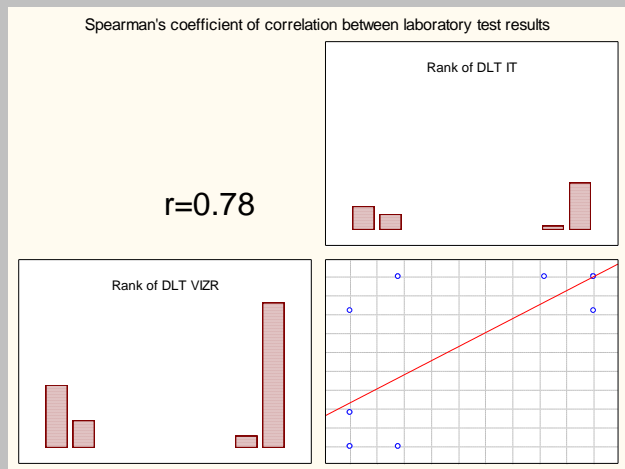 Spearman's coefficient of correlation between laboratory test results
Rank of DLT IT
r=0.78
Rank of DLT VIZR